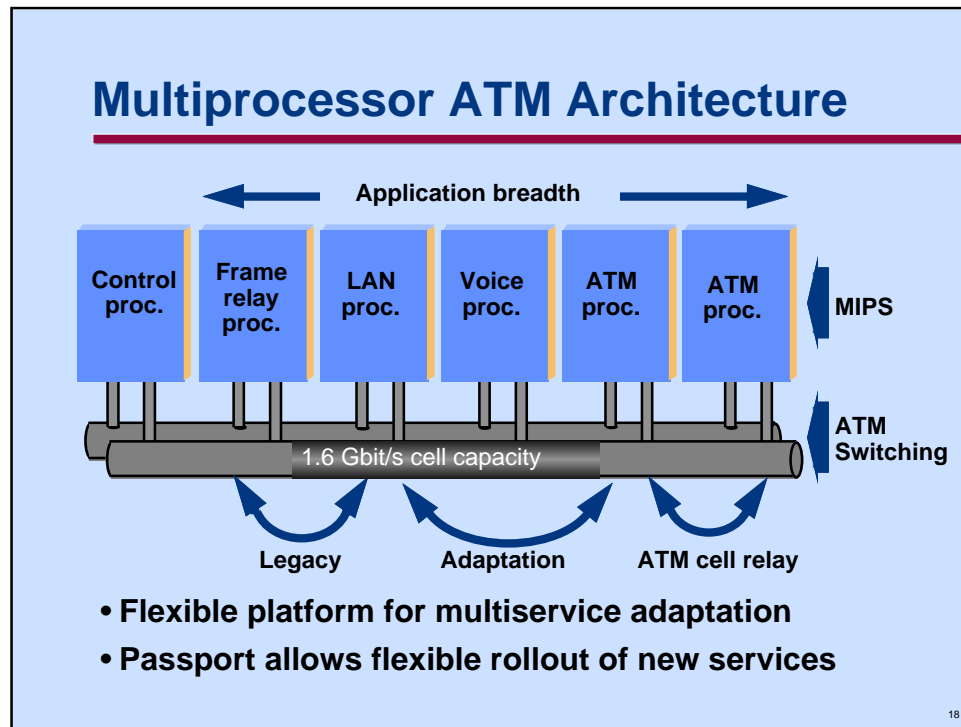 Multiprocessor ATM Architecture
Application breadth
Control
proc.
Frame
relay
proc.
LAN
proc.
Voice
proc.
ATM
proc.
ATM
proc.
MIPS
ATM
Switching
1.6 Gbit/s cell capacity
Legacy
Adaptation
ATM cell relay
• Flexible platform for multiservice adaptation
• Passport allows flexible rollout of new services
18